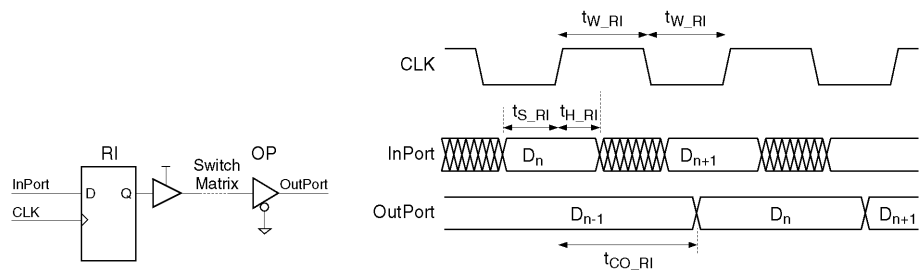 RI
OP
Switch
Matrix
InPort
D
Q
OutPort
CLK
t_W_RI
t_W_RI
CLK
t_S_RI
t_H_RI
InPort
D_n
D_n+1
OutPort
D_n-1
D_n
D_n+1
t_CO_RI